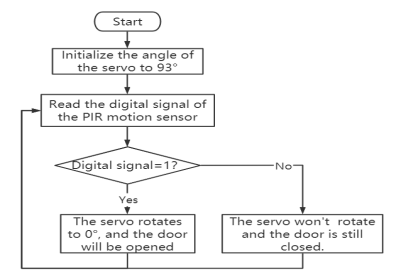 Start
Initialize the angle of
the servo to 93°
Read the digital signal of
the PIR motion sensor
Digital signal=1?
No
Yes
The servo rotates
to 0°, and the door
will be opened
The servo won't rotate
and the door is still
closed.